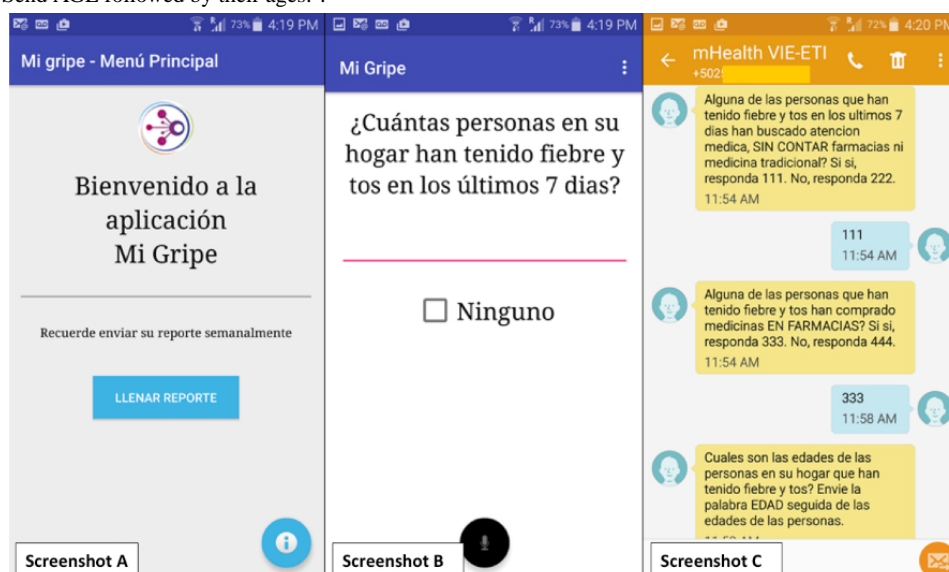 Send AGE followed by their ages."
73% 4:19 PM
Mi gripe - Menú Principal
Bienvenido a la
aplicación
Mi Gripe
Recuerde enviar su reporte semanalmente
LLENAR REPORTE
Screenshot A
73% 4:19 PM
Mi Gripe
¿Cuántas personas en su
hogar han tenido fiebre y
tos en los últimos 7 dias?
Ninguno
Screenshot B
72% 4:20 PM
mHealth VIE-ETI
+502
Alguna de las personas que han
tenido fiebre y tos en los ultimos 7
dias han buscado atencion
medica, SIN CONTAR farmacias ni
medicina tradicional? Si si,
responda 111. No, responda 222.
11:54 AM
111
11:54 AM
Alguna de las personas que han
tenido fiebre y tos han comprado
medicinas EN FARMACIAS? Si si,
responda 333. No, responda 444.
11:54 AM
333
11:58 AM
Cuales son las edades de las
personas en su hogar que han
tenido fiebre y tos? Envie la
palabra EDAD seguida de las
edades de las personas.
Screenshot C